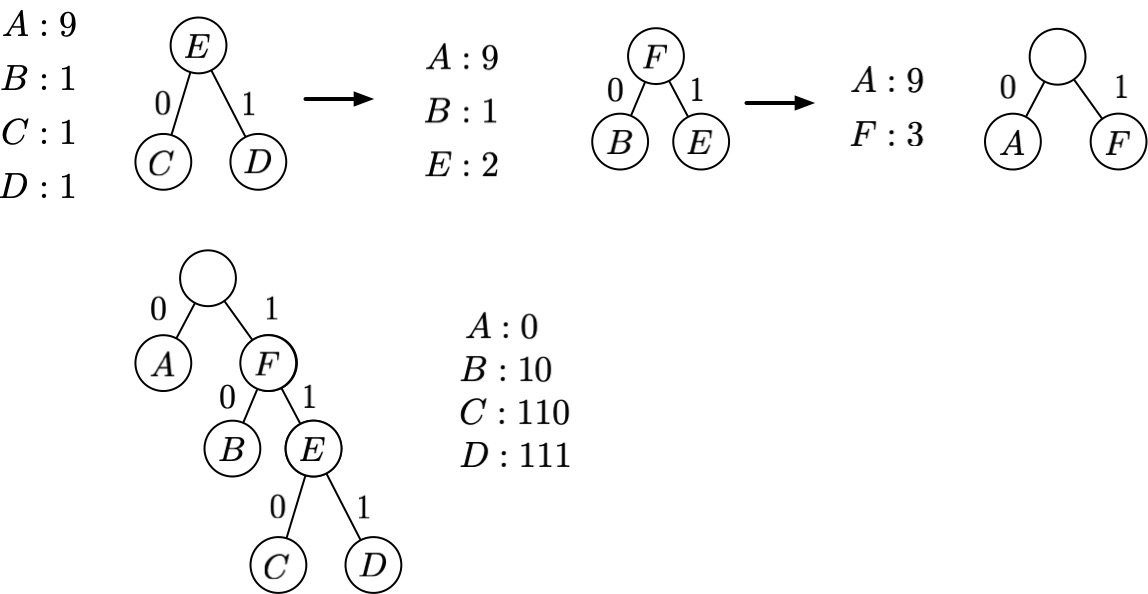 A : 9
B : 1
C : 1
D : 1
E
0 1
C D
A : 9
B : 1
E : 2
F
0 1
B E
A : 9
F : 3
0 1
A F
0 1
A F
0 1
B E
0 1
C D
A : 0
B : 10
C : 110
D : 111